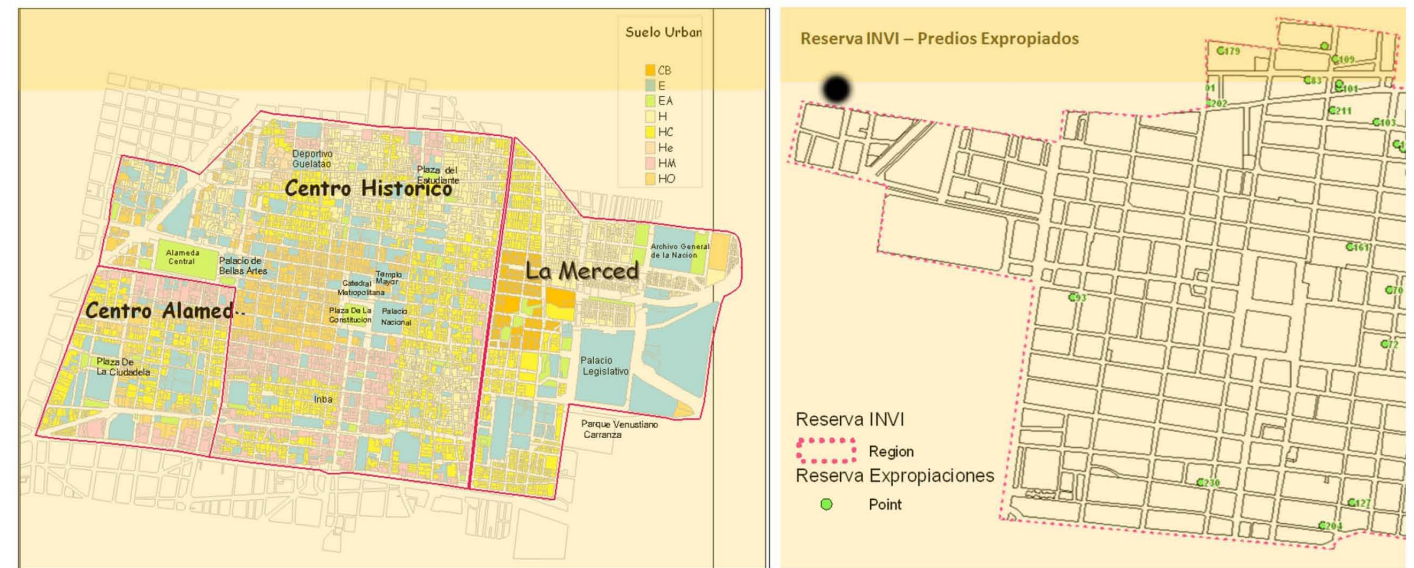 Suelo Urban
CB
E
EA
H
HC
He
HM
HO
Deportivo
Guelatao
Plaza del
Estudiante
Centro Historico
Archivo General
de la Nacion
Alameda
Central
Palacio de
Bellas Artes
La Merced
Templo
Mayor
Catedral
Metropolitana
Centro Alamed..
Plaza De La
Constitucion
Palacio
Nacional
Plaza De
La Ciudadela
Palacio
Legislativo
Inba
Parque Venustiano
Carranza
Reserva INVI – Predios Expropiados
179
109
83
101
202
211
103
161
93
70
72
Reserva INVI
Region
Reserva Expropiaciones
Point
230
127
204